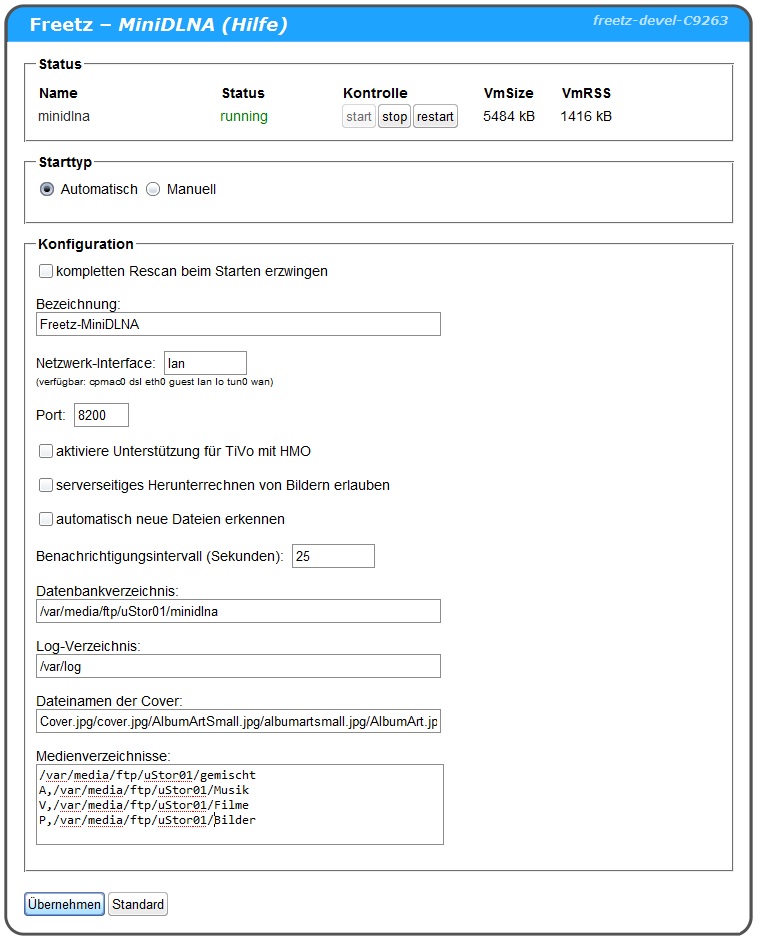 Freetz – MiniDLNA (Hilfe)
freetz-devel-C9263
Status
Name Status Kontrolle VmSize VmRSS
minidlna running start stop restart 5484 kB 1416 kB
Starttyp
Automatisch Manuell
Konfiguration
kompletten Rescan beim Starten erzwingen
Bezeichnung:
Freetz-MiniDLNA
Netzwerk-Interface: lan
(verfügbar: cpmac0 dsl eth0 guest lan lo tun0 wan)
Port: 8200
aktiviere Unterstützung für TiVo mit HMO
serverseitiges Herunterrechnen von Bildern erlauben
automatisch neue Dateien erkennen
Benachrichtigungsintervall (Sekunden): 25
Datenbankverzeichnis:
/var/media/ftp/uStor01/minidlna
Log-Verzeichnis:
/var/log
Dateinamen der Cover:
Cover.jpg/cover.jpg/AlbumArtSmall.jpg/albumartsmall.jpg/AlbumArt.jp
Medienverzeichnisse:
/var/media/ftp/uStor01/gemischt
A,/var/media/ftp/uStor01/Musik
V,/var/media/ftp/uStor01/Filme
P,/var/media/ftp/uStor01/Bilder
Übernehmen Standard